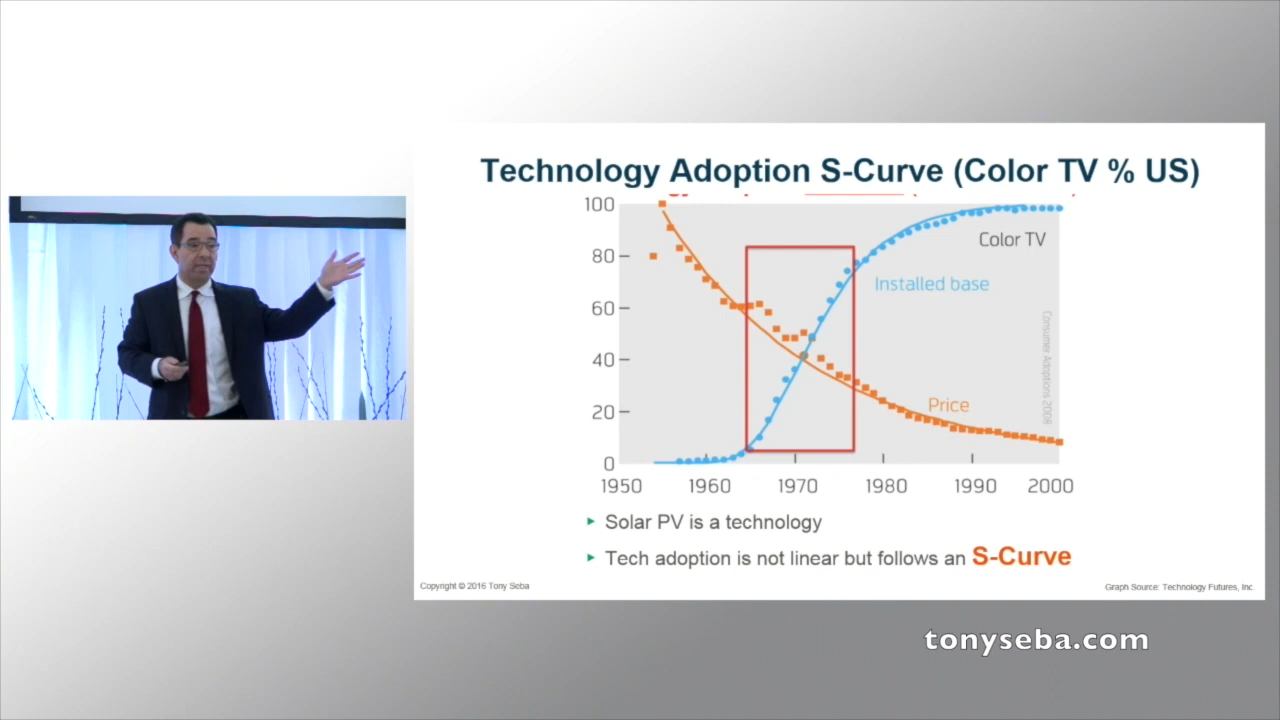 Technology Adoption S-Curve (Color TV % US)
100
80
60
40
20
0
Color TV
Installed base
Price
Consumer Adoptions 2008
1950 1960 1970 1980 1990 2000
Solar PV is a technology
Tech adoption is not linear but follows an S-Curve
Copyright © 2016 Tony Seba
Graph Source: Technology Futures, Inc.
tonyseba.com